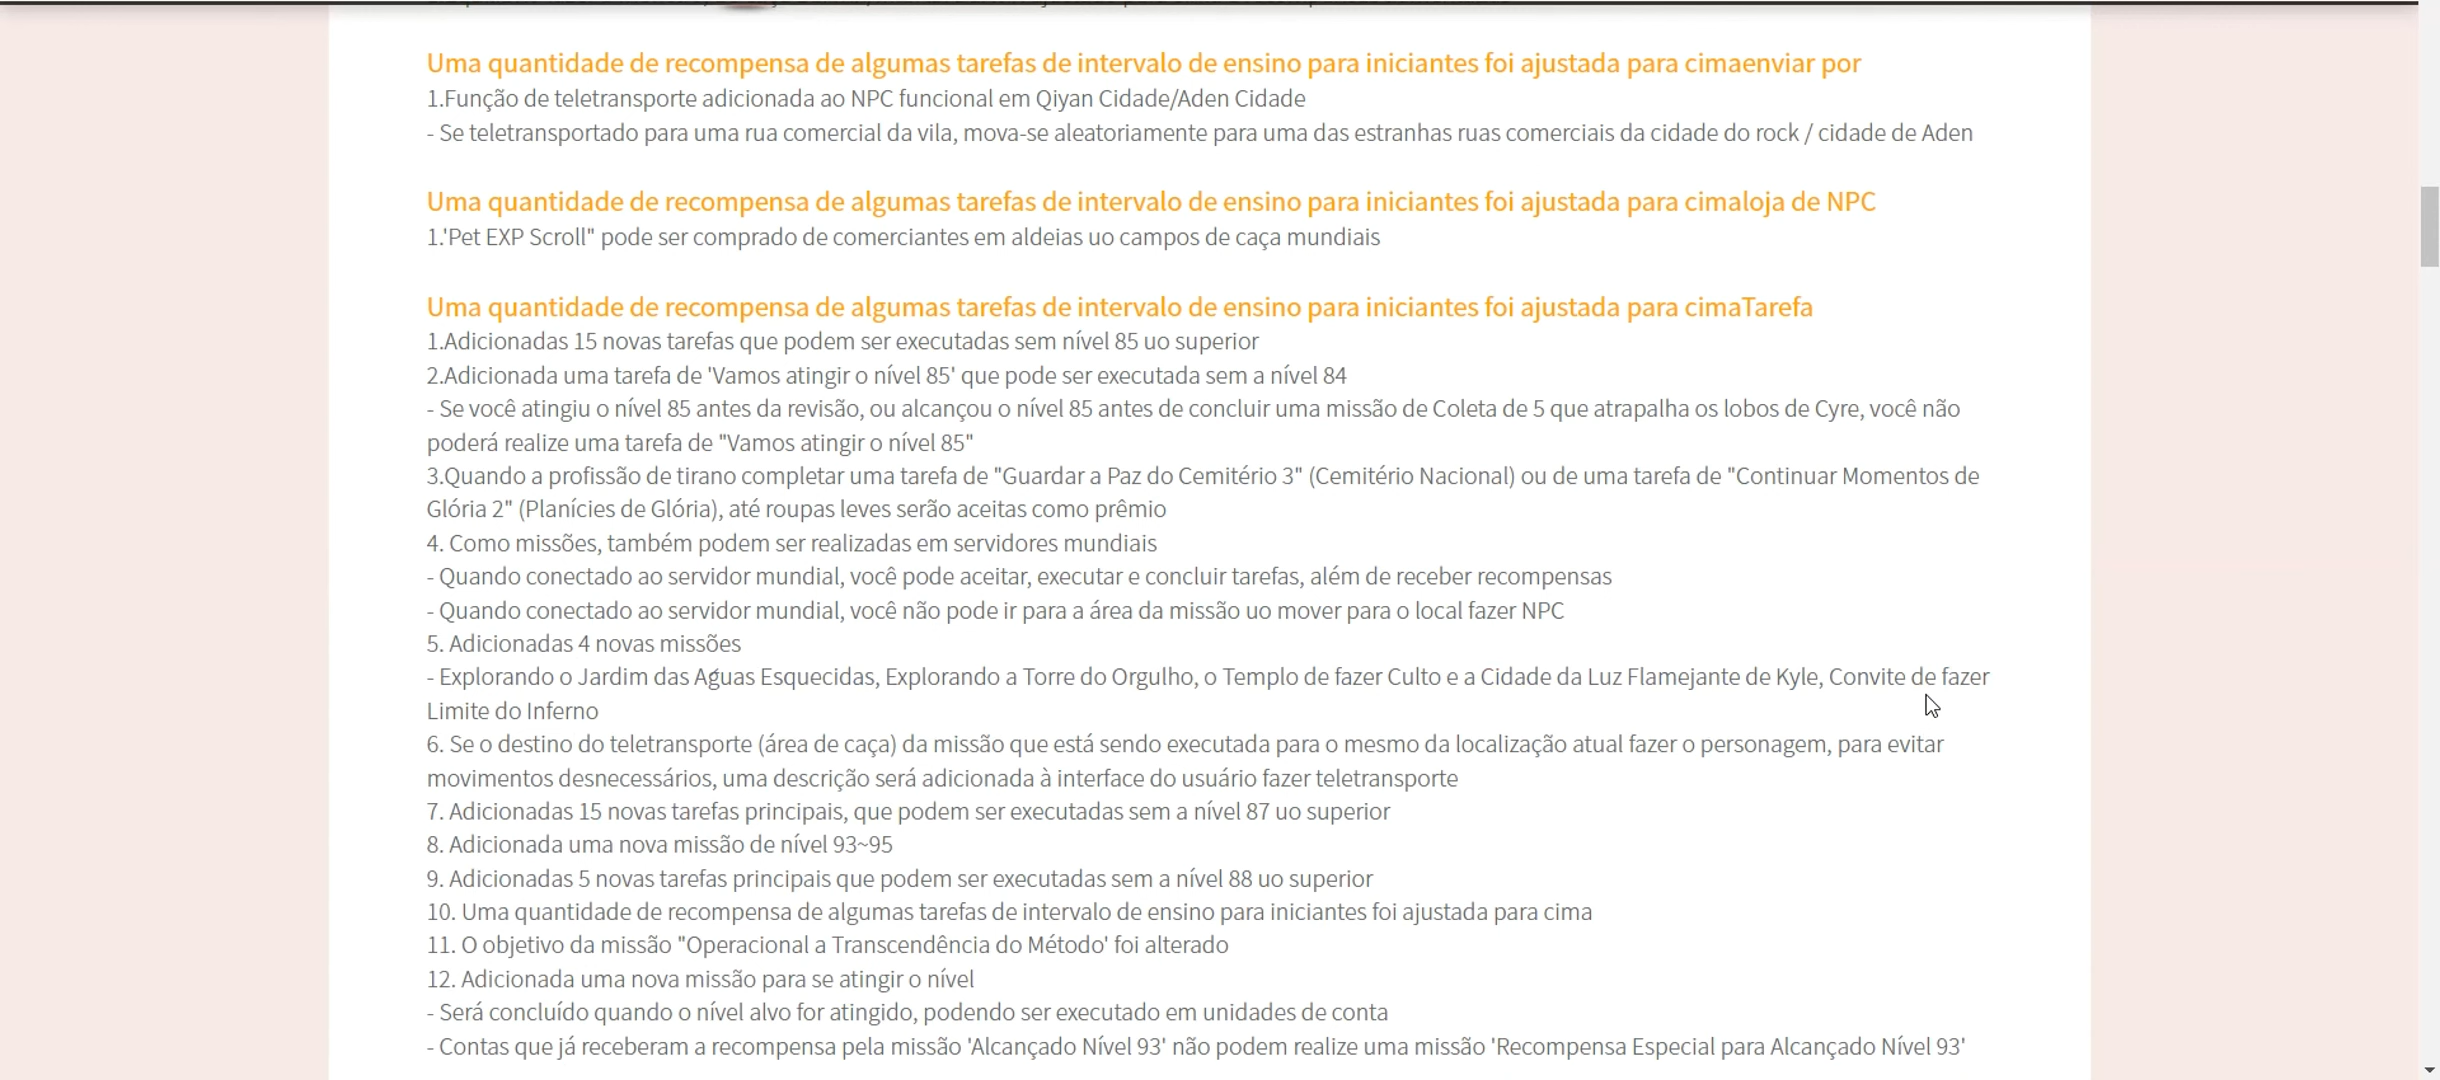 Uma quantidade de recompensa de algumas tarefas de intervalo de ensino para iniciantes foi ajustada para cimaenviar por
1.Função de teletransporte adicionada ao NPC funcional em Qiyan Cidade/Aden Cidade
- Se teletransportado para uma rua comercial da vila, mova-se aleatoriamente para uma das estranhas ruas comerciais da cidade do rock / cidade de Aden
Uma quantidade de recompensa de algumas tarefas de intervalo de ensino para iniciantes foi ajustada para cimaloja de NPC
1.'Pet EXP Scroll" pode ser comprado de comerciantes em aldeias uo campos de caça mundiais
Uma quantidade de recompensa de algumas tarefas de intervalo de ensino para iniciantes foi ajustada para cimaTarefa
1.Adicionadas 15 novas tarefas que podem ser executadas sem nível 85 uo superior
2.Adicionada uma tarefa de 'Vamos atingir o nível 85' que pode ser executada sem a nível 84
- Se você atingiu o nível 85 antes da revisão, ou alcançou o nível 85 antes de concluir uma missão de Coleta de 5 que atrapalha os lobos de Cyre, você não
poderá realize uma tarefa de "Vamos atingir o nível 85"
3.Quando a profissão de tirano completar uma tarefa de "Guardar a Paz do Cemitério 3" (Cemitério Nacional) ou de uma tarefa de "Continuar Momentos de
Glória 2" (Planícies de Glória), até roupas leves serão aceitas como prêmio
4. Como missões, também podem ser realizadas em servidores mundiais
- Quando conectado ao servidor mundial, você pode aceitar, executar e concluir tarefas, além de receber recompensas
- Quando conectado ao servidor mundial, você não pode ir para a área da missão uo mover para o local fazer NPC
5. Adicionadas 4 novas missões
- Explorando o Jardim das Aguas Esquecidas, Explorando a Torre do Orgulho, o Templo de fazer Culto e a Cidade da Luz Flamejante de Kyle, Convite de fazer
Limite do Inferno
6. Se o destino do teletransporte (área de caça) da missão que está sendo executada para o mesmo da localização atual fazer o personagem, para evitar
movimentos desnecessários, uma descrição será adicionada à interface do usuário fazer teletransporte
7. Adicionadas 15 novas tarefas principais, que podem ser executadas sem a nível 87 uo superior
8. Adicionada uma nova missão de nível 93~95
9. Adicionadas 5 novas tarefas principais que podem ser executadas sem a nível 88 uo superior
10. Uma quantidade de recompensa de algumas tarefas de intervalo de ensino para iniciantes foi ajustada para cima
11. O objetivo da missão "Operacional a Transcendência do Método' foi alterado
12. Adicionada uma nova missão para se atingir o nível
- Será concluído quando o nível alvo for atingido, podendo ser executado em unidades de conta
- Contas que já receberam a recompensa pela missão 'Alcançado Nível 93' não podem realize uma missão 'Recompensa Especial para Alcançado Nível 93'